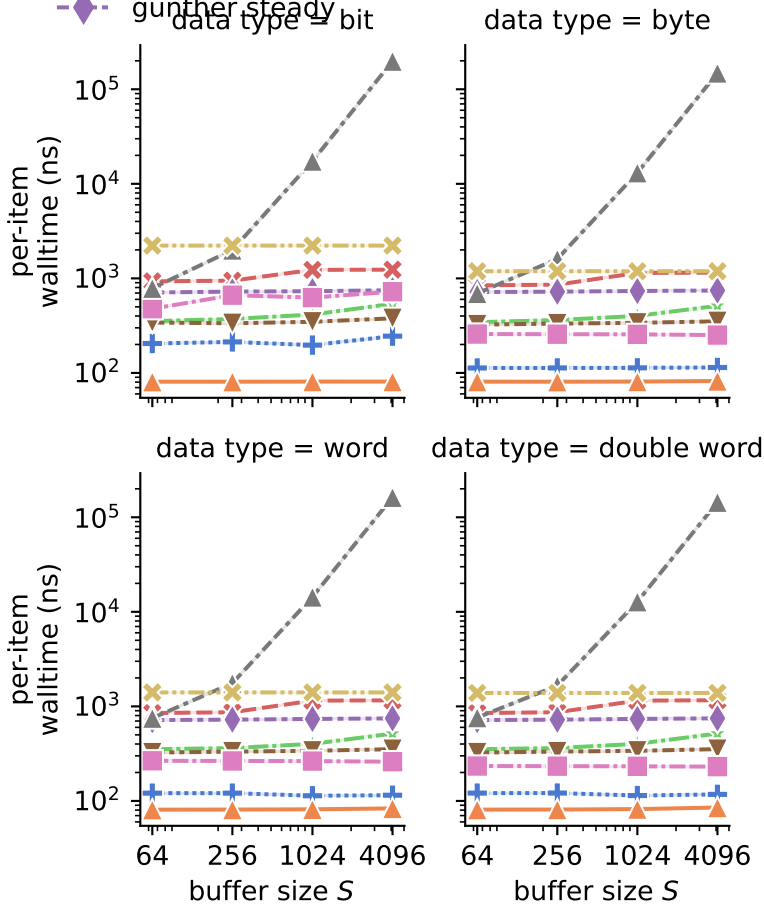 gunther steady
data type = bit
data type = byte
per-item
walltime (ns)
10^5
10^4
10^3
10^2
data type = word
data type = double word
per-item
walltime (ns)
10^5
10^4
10^3
10^2
64 256 1024 4096
64 256 1024 4096
buffer size S
buffer size S